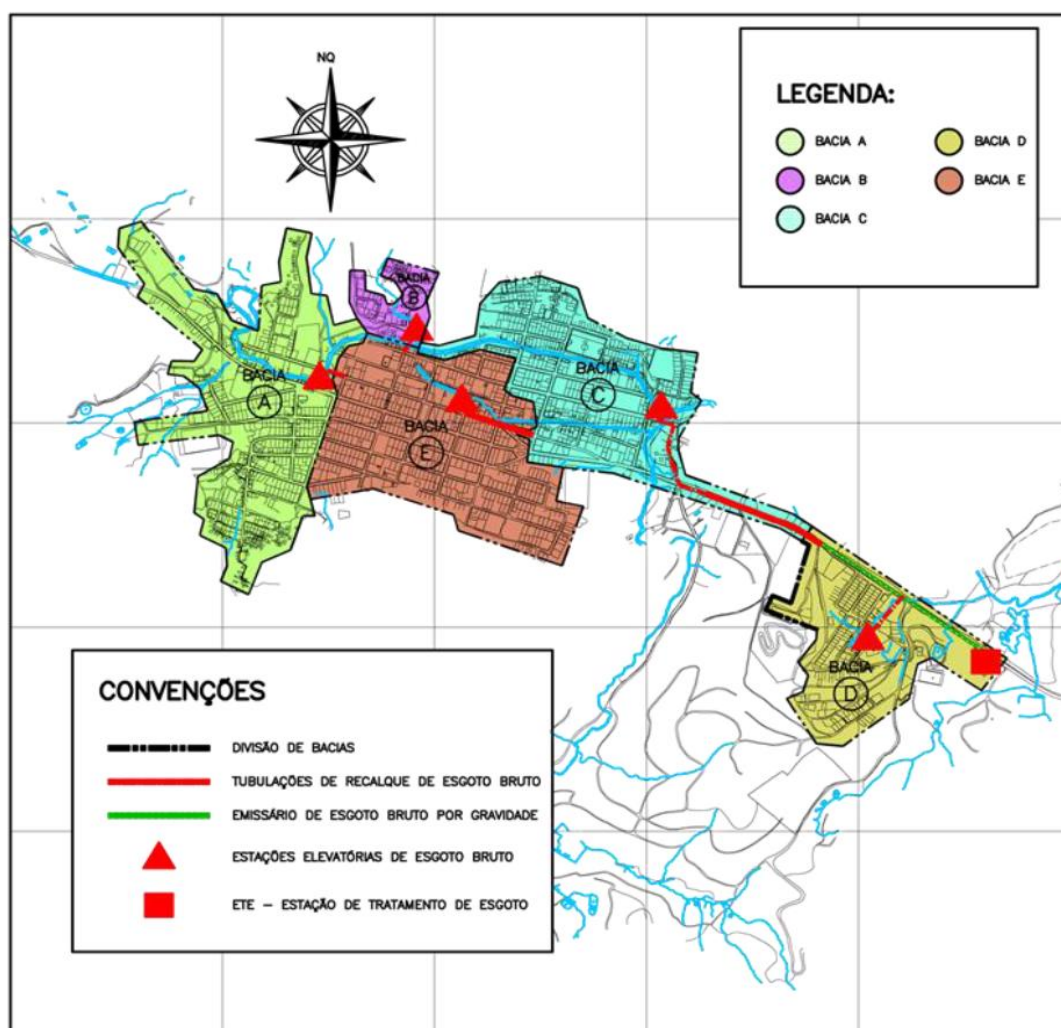 NQ
LEGENDA:
BACIA A
BACIA D
BACIA B
BACIA E
BACIA C
BACIA
B
BACIA
A
BACIA
C
BACIA
E
BACIA
D
CONVENÇÕES
DIVISÃO DE BACIAS
TUBULAÇÕES DE RECALQUE DE ESGOTO BRUTO
EMISSÁRIO DE ESGOTO BRUTO POR GRAVIDADE
ESTAÇÕES ELEVATÓRIAS DE ESGOTO BRUTO
ETE – ESTAÇÃO DE TRATAMENTO DE ESGOTO